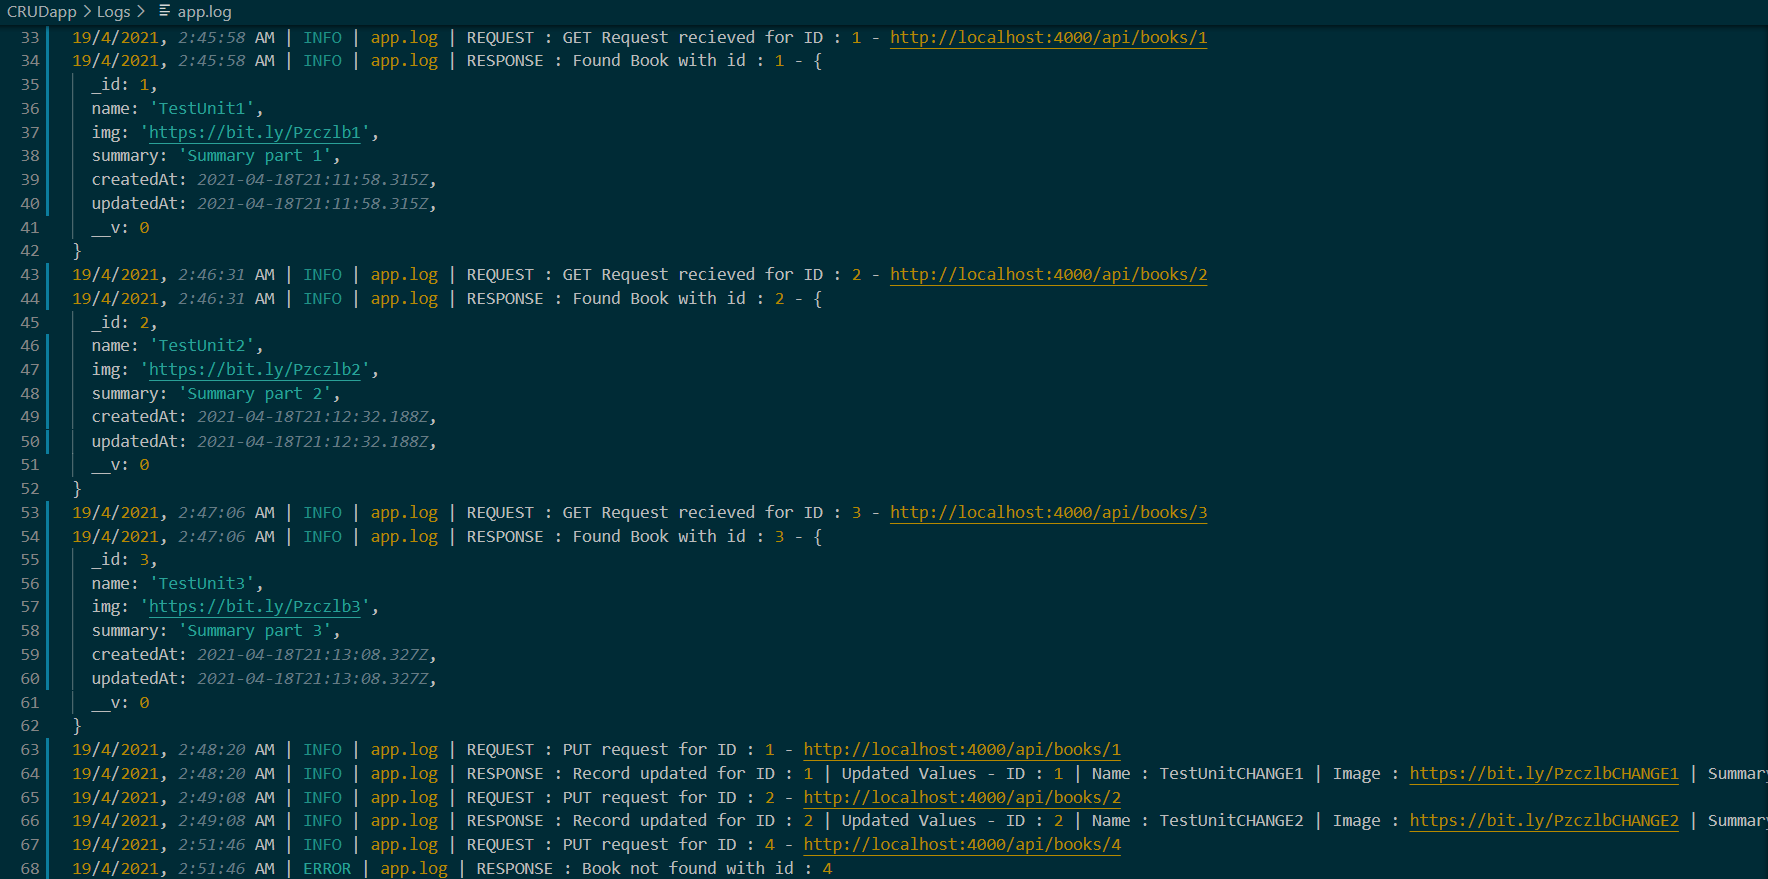 CRUDapp > Logs > app.log
33 19/4/2021, 2:45:58 AM | INFO | app.log | REQUEST : GET Request recieved for ID : 1 - http://localhost:4000/api/books/1
34 19/4/2021, 2:45:58 AM | INFO | app.log | RESPONSE : Found Book with id : 1 - {
35 _id: 1,
36 name: 'TestUnit1',
37 img: 'https://bit.ly/Pzczlb1',
38 summary: 'Summary part 1',
39 createdAt: 2021-04-18T21:11:58.315Z,
40 updatedAt: 2021-04-18T21:11:58.315Z,
41 __v: 0
42 }
43 19/4/2021, 2:46:31 AM | INFO | app.log | REQUEST : GET Request recieved for ID : 2 - http://localhost:4000/api/books/2
44 19/4/2021, 2:46:31 AM | INFO | app.log | RESPONSE : Found Book with id : 2 - {
45 _id: 2,
46 name: 'TestUnit2',
47 img: 'https://bit.ly/Pzczlb2',
48 summary: 'Summary part 2',
49 createdAt: 2021-04-18T21:12:32.188Z,
50 updatedAt: 2021-04-18T21:12:32.188Z,
51 __v: 0
52 }
53 19/4/2021, 2:47:06 AM | INFO | app.log | REQUEST : GET Request recieved for ID : 3 - http://localhost:4000/api/books/3
54 19/4/2021, 2:47:06 AM | INFO | app.log | RESPONSE : Found Book with id : 3 - {
55 _id: 3,
56 name: 'TestUnit3',
57 img: 'https://bit.ly/Pzczlb3',
58 summary: 'Summary part 3',
59 createdAt: 2021-04-18T21:13:08.327Z,
60 updatedAt: 2021-04-18T21:13:08.327Z,
61 __v: 0
62 }
63 19/4/2021, 2:48:20 AM | INFO | app.log | REQUEST : PUT request for ID : 1 - http://localhost:4000/api/books/1
64 19/4/2021, 2:48:20 AM | INFO | app.log | RESPONSE : Record updated for ID : 1 | Updated Values - ID : 1 | Name : TestUnitCHANGE1 | Image : https://bit.ly/PzczlbCHANGE1 | Summary
65 19/4/2021, 2:49:08 AM | INFO | app.log | REQUEST : PUT request for ID : 2 - http://localhost:4000/api/books/2
66 19/4/2021, 2:49:08 AM | INFO | app.log | RESPONSE : Record updated for ID : 2 | Updated Values - ID : 2 | Name : TestUnitCHANGE2 | Image : https://bit.ly/PzczlbCHANGE2 | Summary
67 19/4/2021, 2:51:46 AM | INFO | app.log | REQUEST : PUT request for ID : 4 - http://localhost:4000/api/books/4
68 19/4/2021, 2:51:46 AM | ERROR | app.log | RESPONSE : Book not found with id : 4